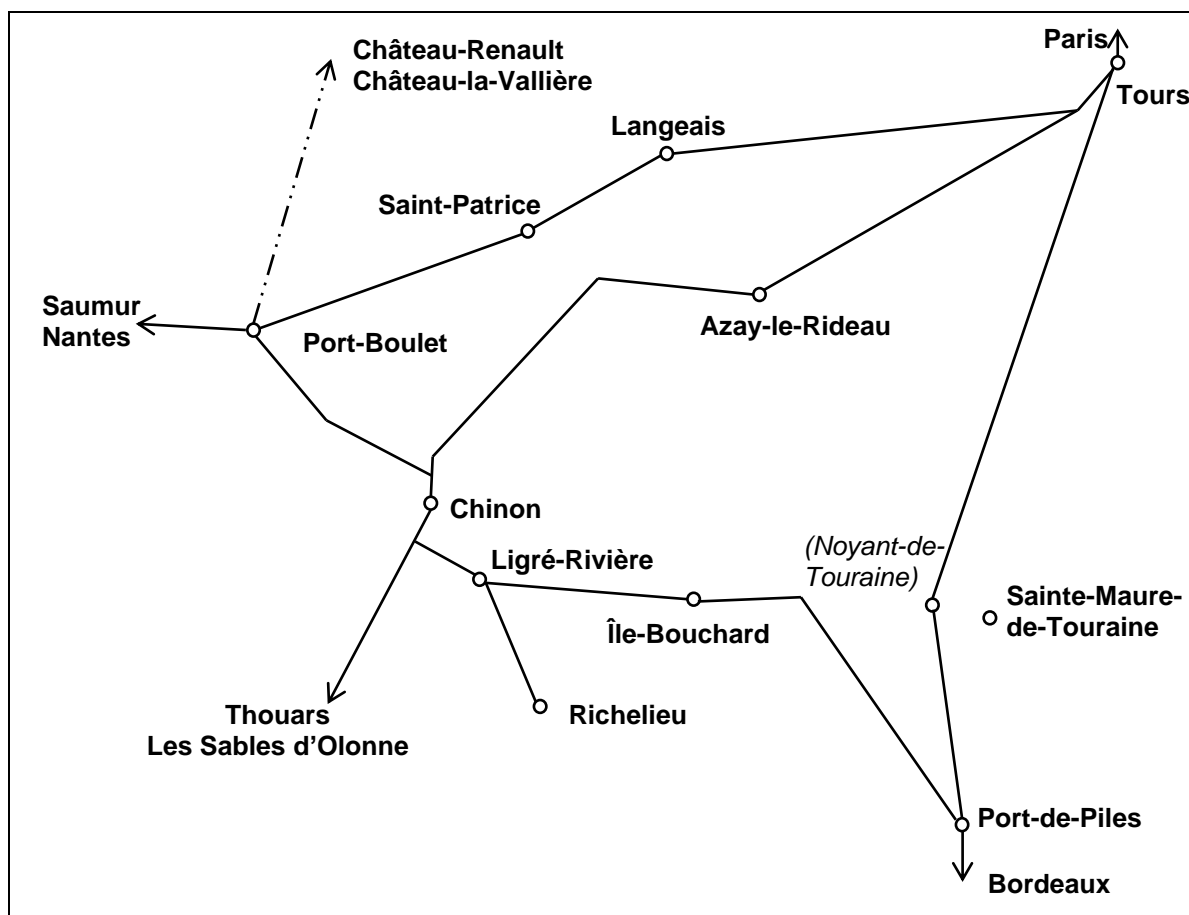 Paris
Château-Renault
Château-la-Vallière
Tours
Langeais
Saint-Patrice
Saumur
Nantes
Azay-le-Rideau
Port-Boulet
Chinon
Ligré-Rivière
(Noyant-de-
Touraine)
Sainte-Maure-
de-Touraine
Île-Bouchard
Thouars
Les Sables d'Olonne
Richelieu
Port-de-Piles
Bordeaux